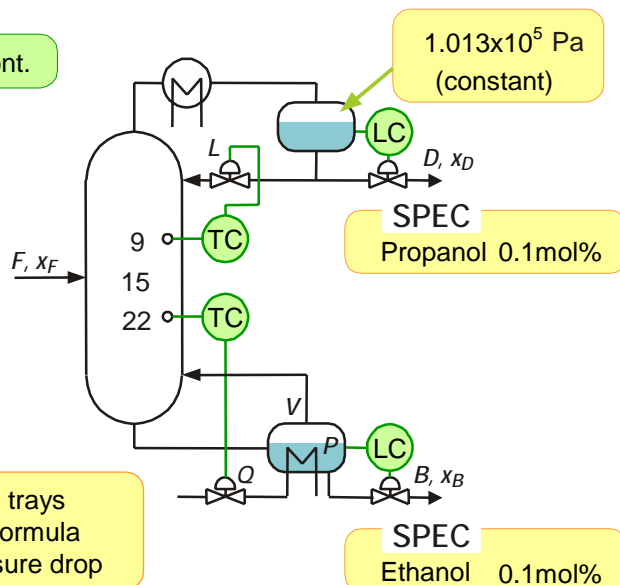 ont.
1.013x10⁵ Pa
(constant)
L
LC
D, x_D
SPEC
Propanol 0.1mol%
9
TC
F, x_F
15
22
TC
V
P
LC
Q
B, x_B
trays
ormula
sure drop
SPEC
Ethanol 0.1mol%